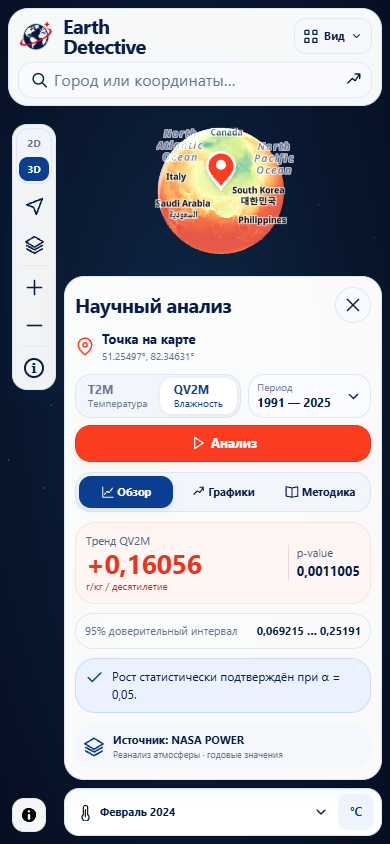 Earth
Detective
Вид
Город или координаты...
2D
3D
North
Atlantic
Ocean
Canada
North
Pacific
Ocean
Italy
South Korea
대한민국
Saudi Arabia
السعودية
Philippines
Научный анализ
Точка на карте
51.25497°, 82.34631°
T2M
Температура
QV2M
Влажность
Период
1991 — 2025
Анализ
Обзор
Графики
Методика
Тренд QV2M
+0,16056
г/кг / десятилетие
p-value
0,0011005
95% доверительный интервал
0,069215 … 0,25191
Рост статистически подтверждён при α =
0,05.
Источник: NASA POWER
Реанализ атмосферы · годовые значения
Февраль 2024
°C